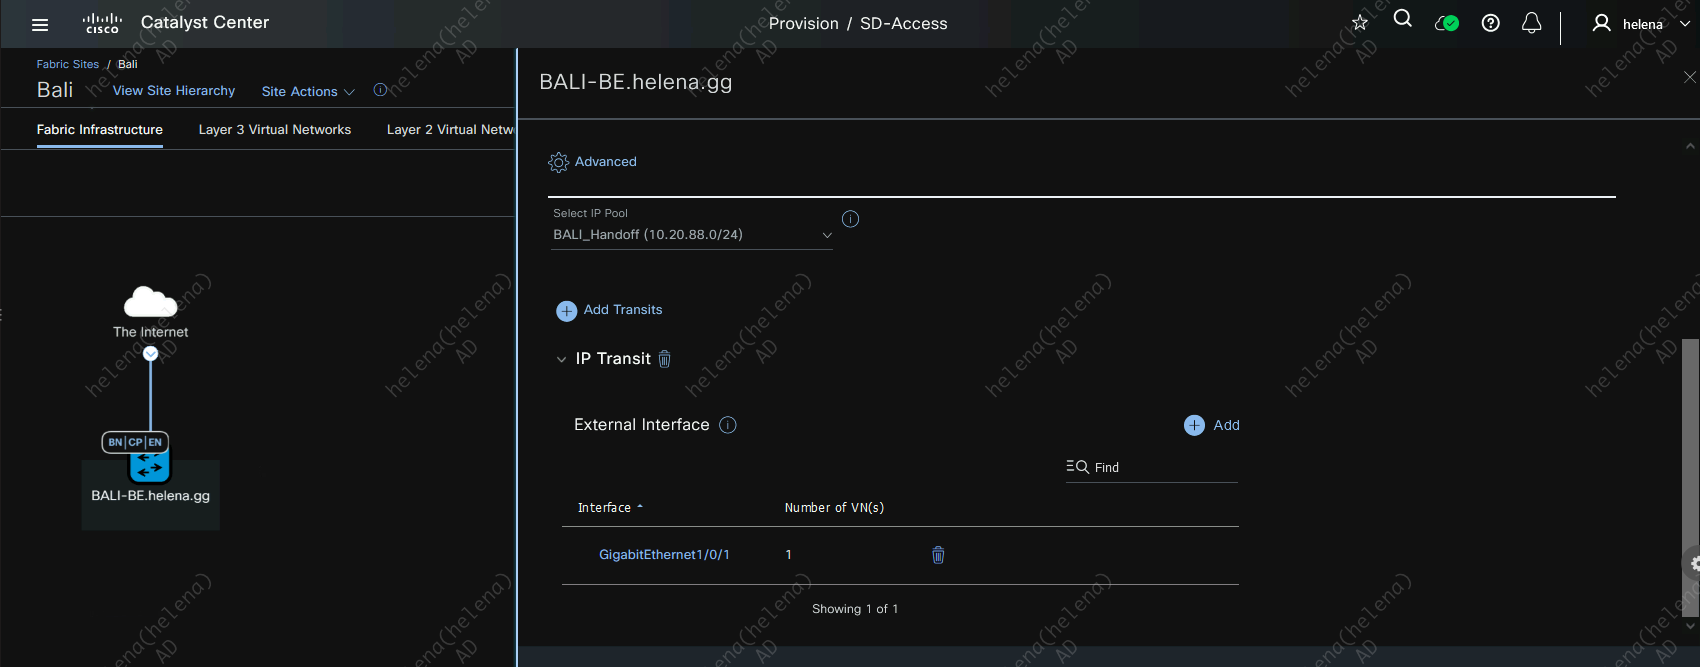 CISCO Catalyst Center
Provision / SD-Access
helena
Fabric Sites / Bali
Bali View Site Hierarchy Site Actions
Fabric Infrastructure Layer 3 Virtual Networks Layer 2 Virtual Netw
The Internet
BN|CP|EN
BALI-BE.helena.gg
BALI-BE.helena.gg
Advanced
Select IP Pool
BALI_Handoff (10.20.88.0/24)
Add Transits
IP Transit
External Interface
Add
Find
Interface Number of VN(s)
GigabitEthernet1/0/1 1
Showing 1 of 1
helena(helena)
AD